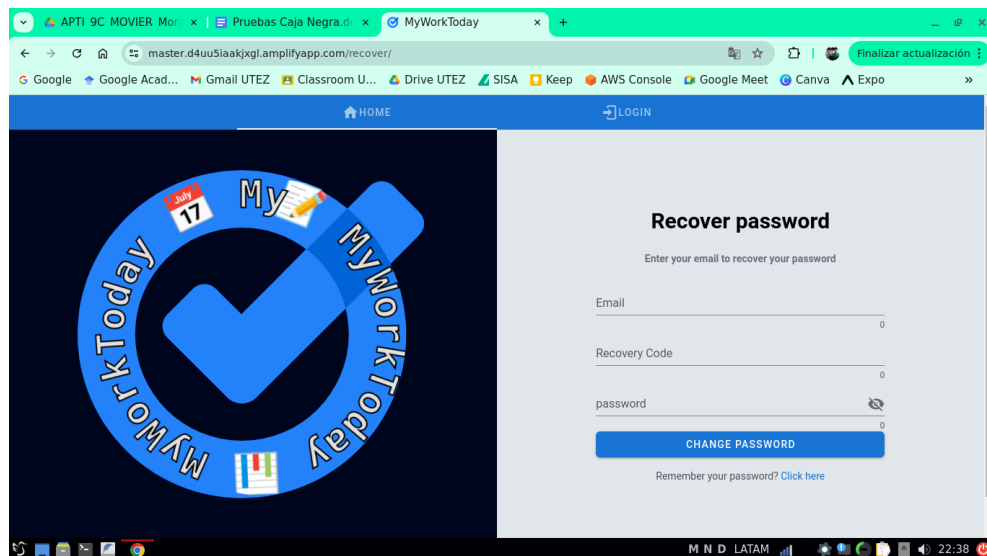 APTI 9C MOVIER Mor
Pruebas Caja Negra.d
MyWorkToday
master.d4uu5iaakjxgl.amplifyapp.com/recover/
Finalizar actualización
Google
Google Acad...
Gmail UTEZ
Classroom U...
Drive UTEZ
SISA
Keep
AWS Console
Google Meet
Canva
Expo
»
HOME
LOGIN
My
July
17
MyWorkToday
MyWorkToday
Recover password
Enter your email to recover your password
Email
0
Recovery Code
0
password
0
CHANGE PASSWORD
Remember your password? Click here
M N D LATAM
22:38